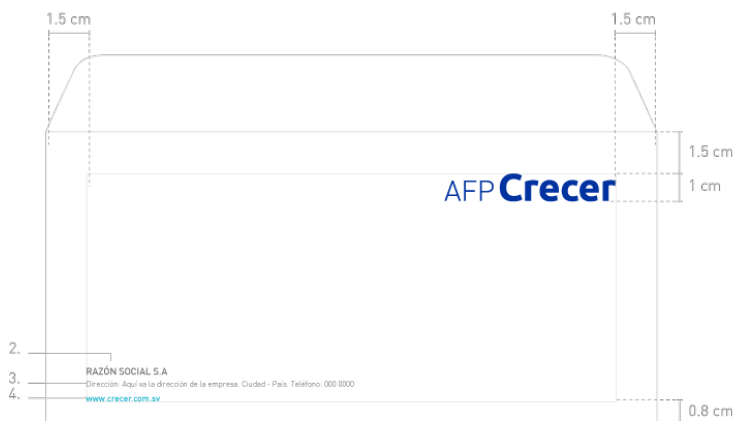 1.5 cm 1.5 cm
1.5 cm
AFP Crecer
1 cm
2.
RAZÓN SOCIAL S.A
3.
Dirección: Aquí va la dirección de la empresa. Ciudad - País. Teléfono: 000 0000
4.
www.crecer.com.sv
0.8 cm